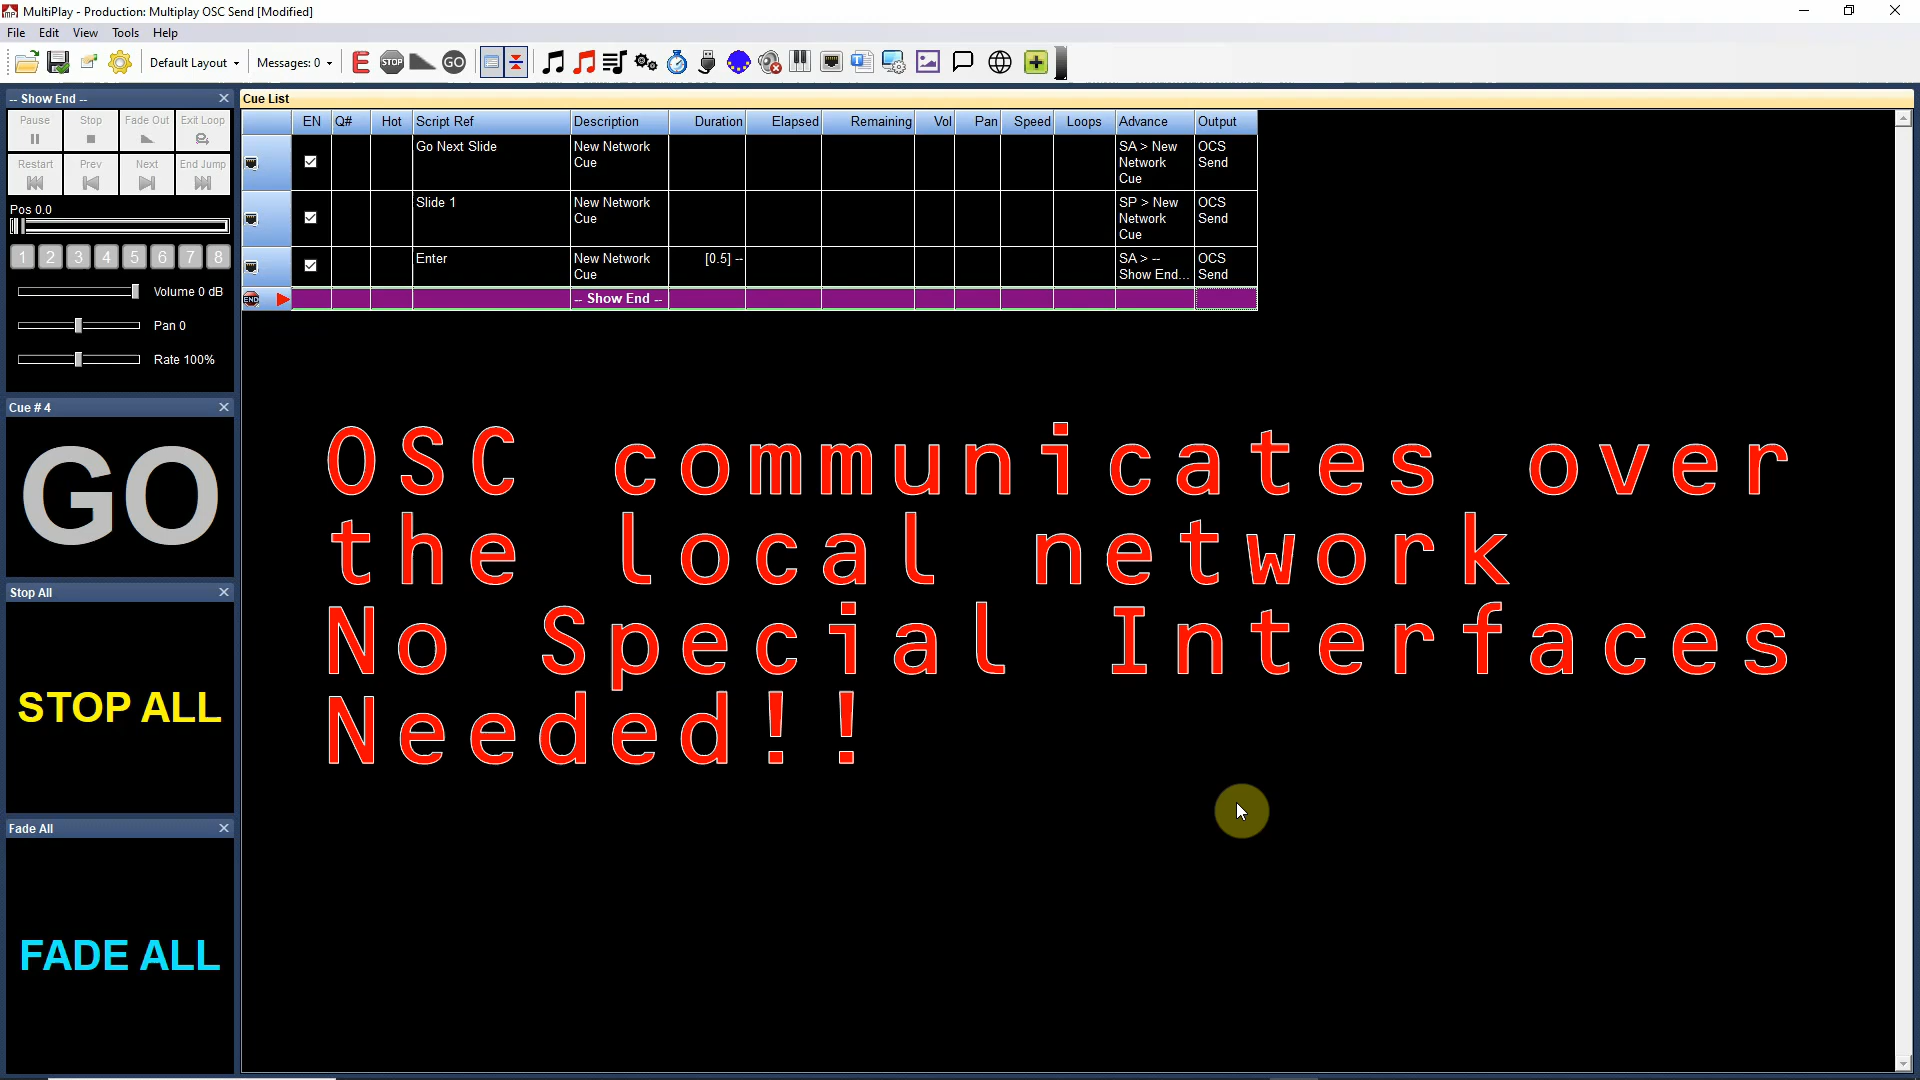 MultiPlay - Production: Multiplay OSC Send [Modified]
File Edit View Tools Help
Default Layout Messages: 0 E STOP GO
-- Show End --
Pause Stop Fade Out Exit Loop
Restart Prev Next End Jump
Pos 0.0
1 2 3 4 5 6 7 8
Volume 0 dB
Pan 0
Rate 100%
Cue # 4
GO
Stop All
STOP ALL
Fade All
FADE ALL
Cue List
EN Q# Hot Script Ref Description Duration Elapsed Remaining Vol Pan Speed Loops Advance Output
Go Next Slide New Network SA > New OCS
Cue Network Send
Cue
Slide 1 New Network SP > New OCS
Cue Network Send
Cue
Enter New Network [0.5] -- SA > -- OCS
Cue Show End... Send
END -- Show End --
OSC communicates over
the local network
No Special Interfaces
Needed!!